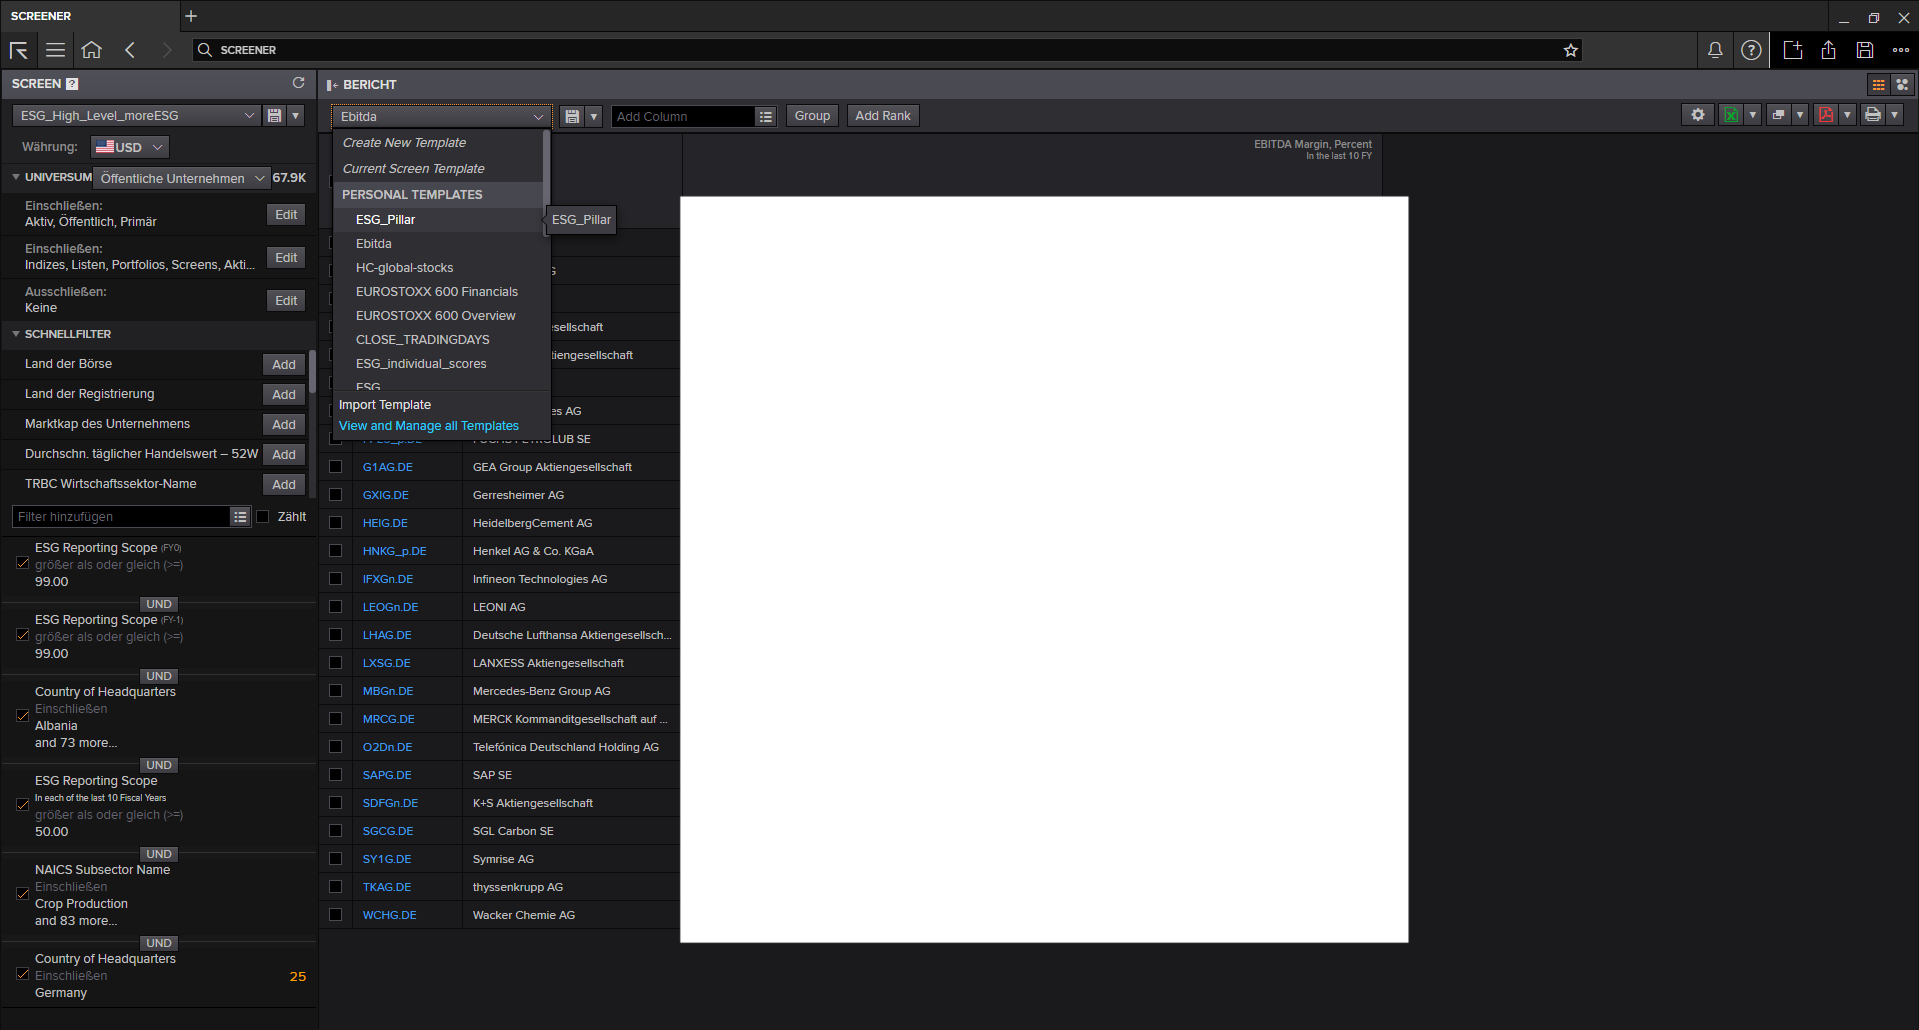 SCREENER
SCREENER
SCREEN ?
BERICHT
ESG_High_Level_moreESG
Ebitda
Add Column
Group
Add Rank
Währung:
USD
Create New Template
Current Screen Template
PERSONAL TEMPLATES
ESG_Pillar
Ebitda
HC-global-stocks
EUROSTOXX 600 Financials
EUROSTOXX 600 Overview
CLOSE_TRADINGDAYS
ESG_individual_scores
ESG
Import Template
View and Manage all Templates
ESG_Pillar
EBITDA Margin, Percent
In the last 10 FY
UNIVERSUM
Öffentliche Unternehmen
67.9K
Einschließen:
Aktiv, Öffentlich, Primär
Edit
Einschließen:
Indizes, Listen, Portfolios, Screens, Akti...
Edit
Ausschließen:
Keine
Edit
SCHNELLFILTER
Land der Börse
Add
Land der Registrierung
Add
Marktkap des Unternehmens
Add
Durchschn. täglicher Handelswert – 52W
Add
TRBC Wirtschaftssektor-Name
Add
Filter hinzufügen
Zählt
ESG Reporting Scope (FY0)
größer als oder gleich (>=)
99.00
UND
ESG Reporting Scope (FY-1)
größer als oder gleich (>=)
99.00
UND
Country of Headquarters
Einschließen
Albania
and 73 more...
UND
ESG Reporting Scope
In each of the last 10 Fiscal Years
größer als oder gleich (>=)
50.00
UND
NAICS Subsector Name
Einschließen
Crop Production
and 83 more...
UND
Country of Headquarters
Einschließen
25
Germany
G
sellschaft
tiengesellschaft
es AG
LUB SE
G1AG.DE GEA Group Aktiengesellschaft
GXIG.DE Gerresheimer AG
HEIG.DE HeidelbergCement AG
HNKG_p.DE Henkel AG & Co. KGaA
IFXGn.DE Infineon Technologies AG
LEOGn.DE LEONI AG
LHAG.DE Deutsche Lufthansa Aktiengesellsch...
LXSG.DE LANXESS Aktiengesellschaft
MBGn.DE Mercedes-Benz Group AG
MRCG.DE MERCK Kommanditgesellschaft auf ...
O2Dn.DE Telefónica Deutschland Holding AG
SAPG.DE SAP SE
SDFGn.DE K+S Aktiengesellschaft
SGCG.DE SGL Carbon SE
SY1G.DE Symrise AG
TKAG.DE thyssenkrupp AG
WCHG.DE Wacker Chemie AG